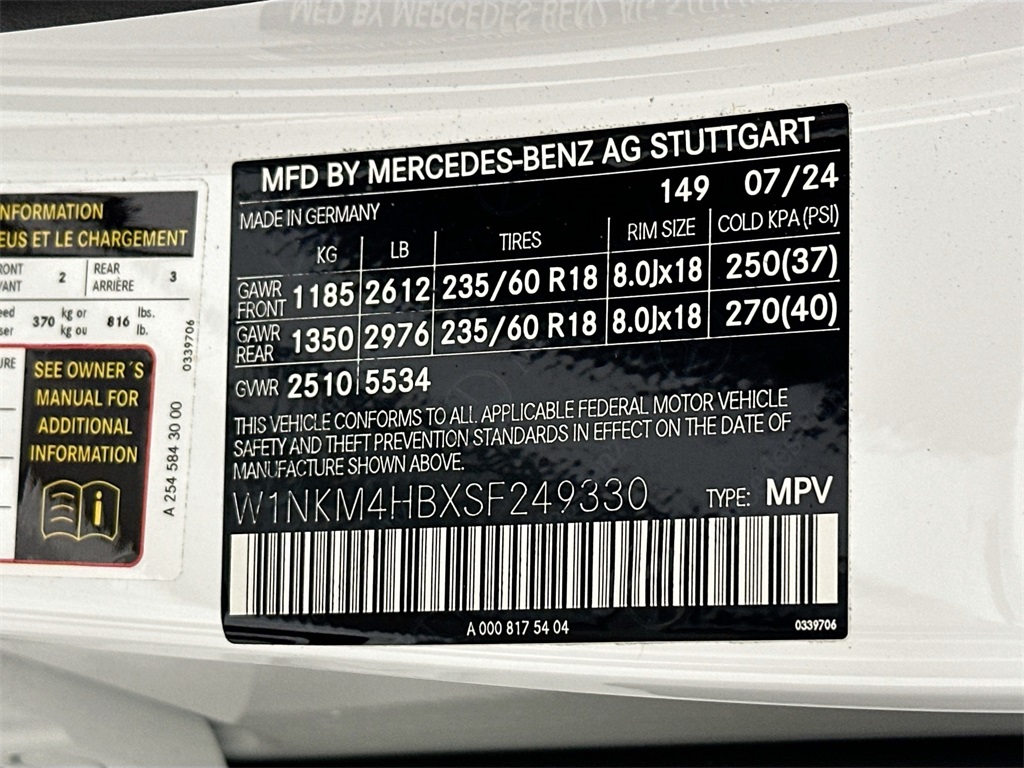 MFD BY MERCEDES-BENZ AG STUTTGART
149 07/24
MADE IN GERMANY
KG LB TIRES RIM SIZE COLD KPA (PSI)
GAWR FRONT 1185 2612 235/60 R18 8.0Jx18 250(37)
GAWR REAR 1350 2976 235/60 R18 8.0Jx18 270(40)
GVWR 2510 5534
THIS VEHICLE CONFORMS TO ALL APPLICABLE FEDERAL MOTOR VEHICLE
SAFETY AND THEFT PREVENTION STANDARDS IN EFFECT ON THE DATE OF
MANUFACTURE SHOWN ABOVE.
W1NKM4HBXSF249330 TYPE: MPV
A 000 817 54 04 0339706
NFORMATION
EUS ET LE CHARGEMENT
RONT 2 REAR 3
VANT ARRIÈRE
eed 370 kg or 816 lbs.
ser kg ou lb.
0339706
URE
SEE OWNER´S
MANUAL FOR
ADDITIONAL
INFORMATION
i
A 254 584 30 00